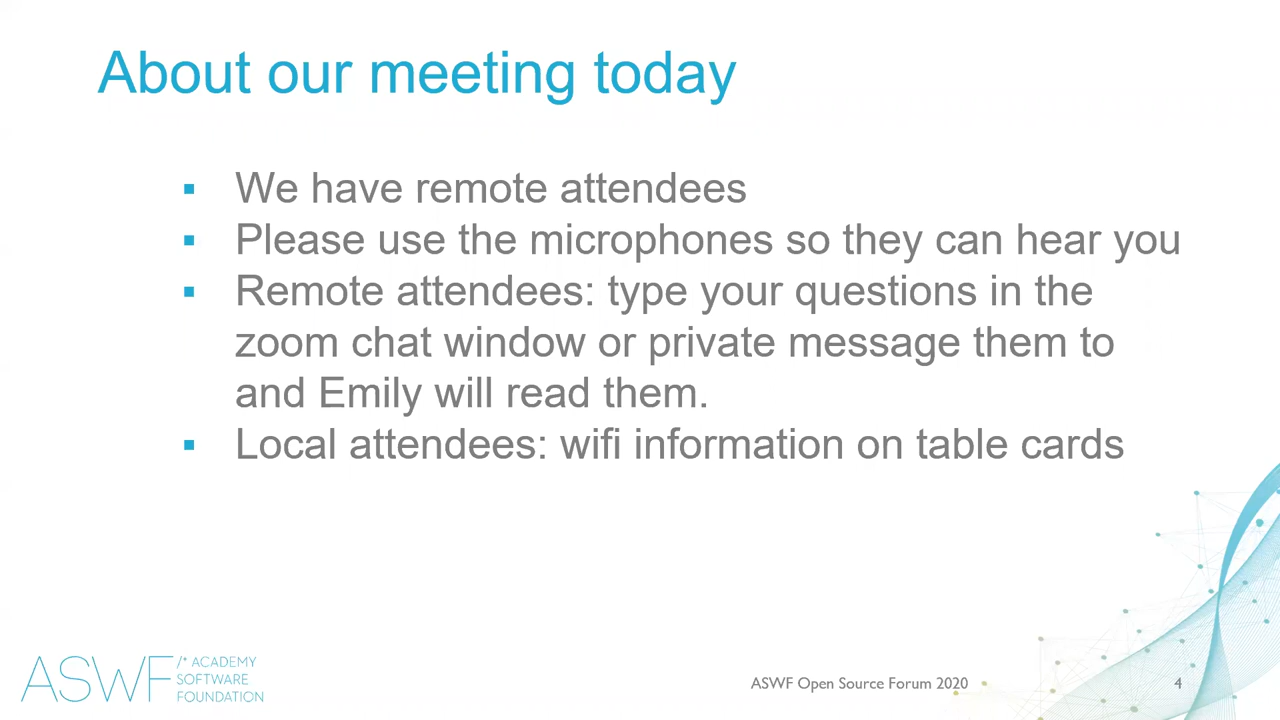 About our meeting today
▪ We have remote attendees
▪ Please use the microphones so they can hear you
▪ Remote attendees: type your questions in the
zoom chat window or private message them to
and Emily will read them.
▪ Local attendees: wifi information on table cards
ASWF /* ACADEMY
SOFTWARE
FOUNDATION
ASWF Open Source Forum 2020
4